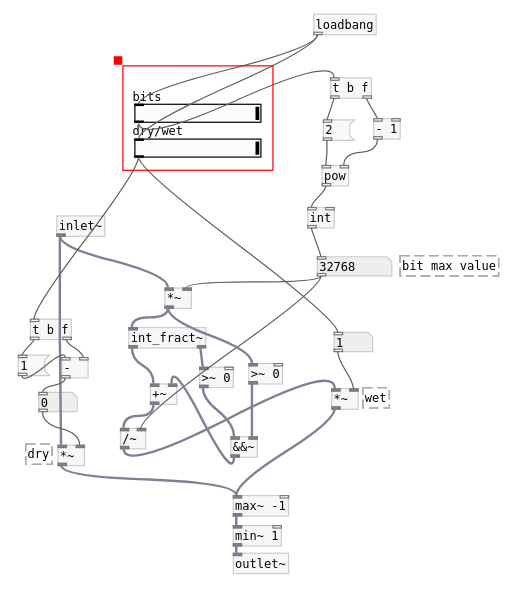 loadbang
bits
t b f
dry/wet
2
- 1
pow
int
inlet~
32768
bit max value
*~
t b f
int_fract~
1
1
-
>~ 0
>~ 0
+~
0
*~
wet
/~
&&~
dry
*~
max~ -1
min~ 1
outlet~